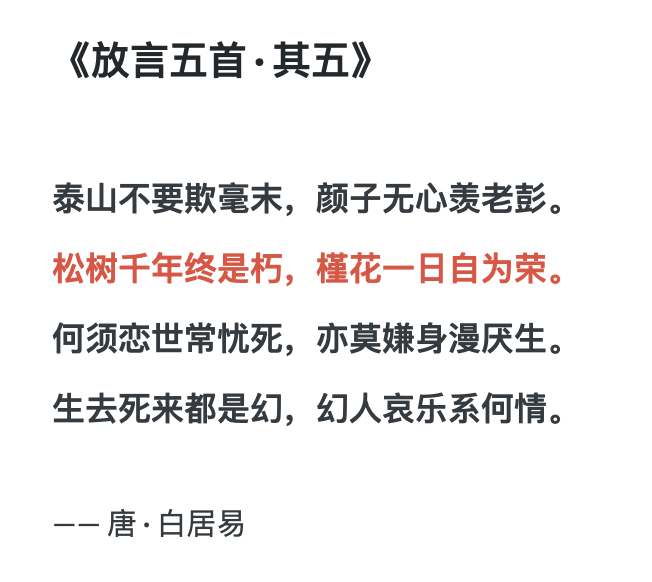 《放言五首·其五》
泰山不要欺毫末，颜子无心羡老彭。
松树千年终是朽，槿花一日自为荣。
何须恋世常忧死，亦莫嫌身漫厌生。
生去死来都是幻，幻人哀乐系何情。
—— 唐·白居易